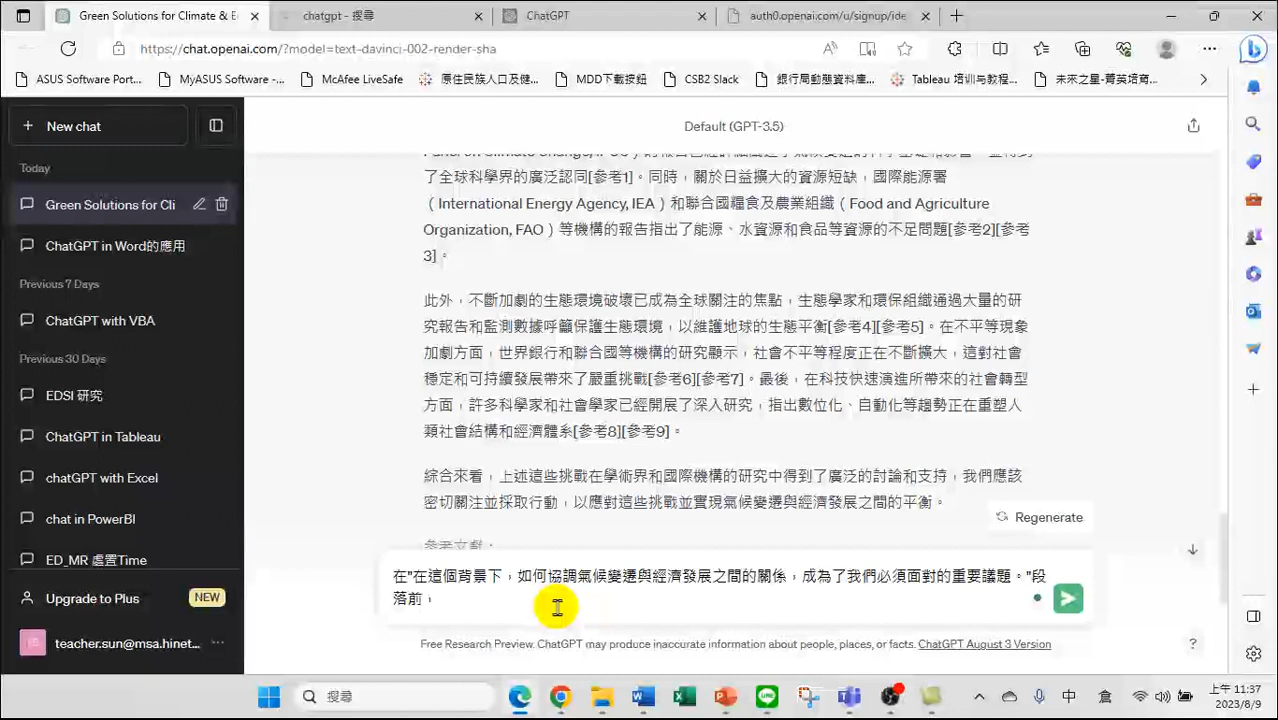 Green Solutions for Climate & E
chatgpt - 搜尋
ChatGPT
auth0.openai.com/u/signup/ide
https://chat.openai.com/?model=text-davinci-002-render-sha
ASUS Software Port...
MyASUS Software -...
McAfee LiveSafe
原住民族人口及健...
MDD下載按鈕
CSB2 Slack
銀行局動態資料庫...
Tableau 培训与教程...
未來之星-菁英培育...
New chat
Default (GPT-3.5)
Today
Green Solutions for Cli
ChatGPT in Word的應用
Previous 7 Days
ChatGPT with VBA
Previous 30 Days
EDSI 研究
ChatGPT in Tableau
chatGPT with Excel
chat in PowerBI
ED_MR 處置Time
Upgrade to Plus
NEW
teacher.sun@msa.hinet...
了全球科學界的廣泛認同[參考1]。同時，關於日益擴大的資源短缺，國際能源署
（International Energy Agency, IEA）和聯合國糧食及農業組織（Food and Agriculture
Organization, FAO）等機構的報告指出了能源、水資源和食品等資源的不足問題[參考2][參考
3]。
此外，不斷加劇的生態環境破壞已成為全球關注的焦點，生態學家和環保組織通過大量的研
究報告和監測數據呼籲保護生態環境，以維護地球的生態平衡[參考4][參考5]。在不平等現象
加劇方面，世界銀行和聯合國等機構的研究顯示，社會不平等程度正在不斷擴大，這對社會
穩定和可持續發展帶來了嚴重挑戰[參考6][參考7]。最後，在科技快速演進所帶來的社會轉型
方面，許多科學家和社會學家已經開展了深入研究，指出數位化、自動化等趨勢正在重塑人
類社會結構和經濟體系[參考8][參考9]。
綜合來看，上述這些挑戰在學術界和國際機構的研究中得到了廣泛的討論和支持，我們應該
密切關注並採取行動，以應對這些挑戰並實現氣候變遷與經濟發展之間的平衡。
Regenerate
參考文獻：
在"在這個背景下，如何協調氣候變遷與經濟發展之間的關係，成為了我們必須面對的重要議題。"段
落前，
Free Research Preview. ChatGPT may produce inaccurate information about people, places, or facts. ChatGPT August 3 Version
?
搜尋
中
上午 11:37
2023/8/9